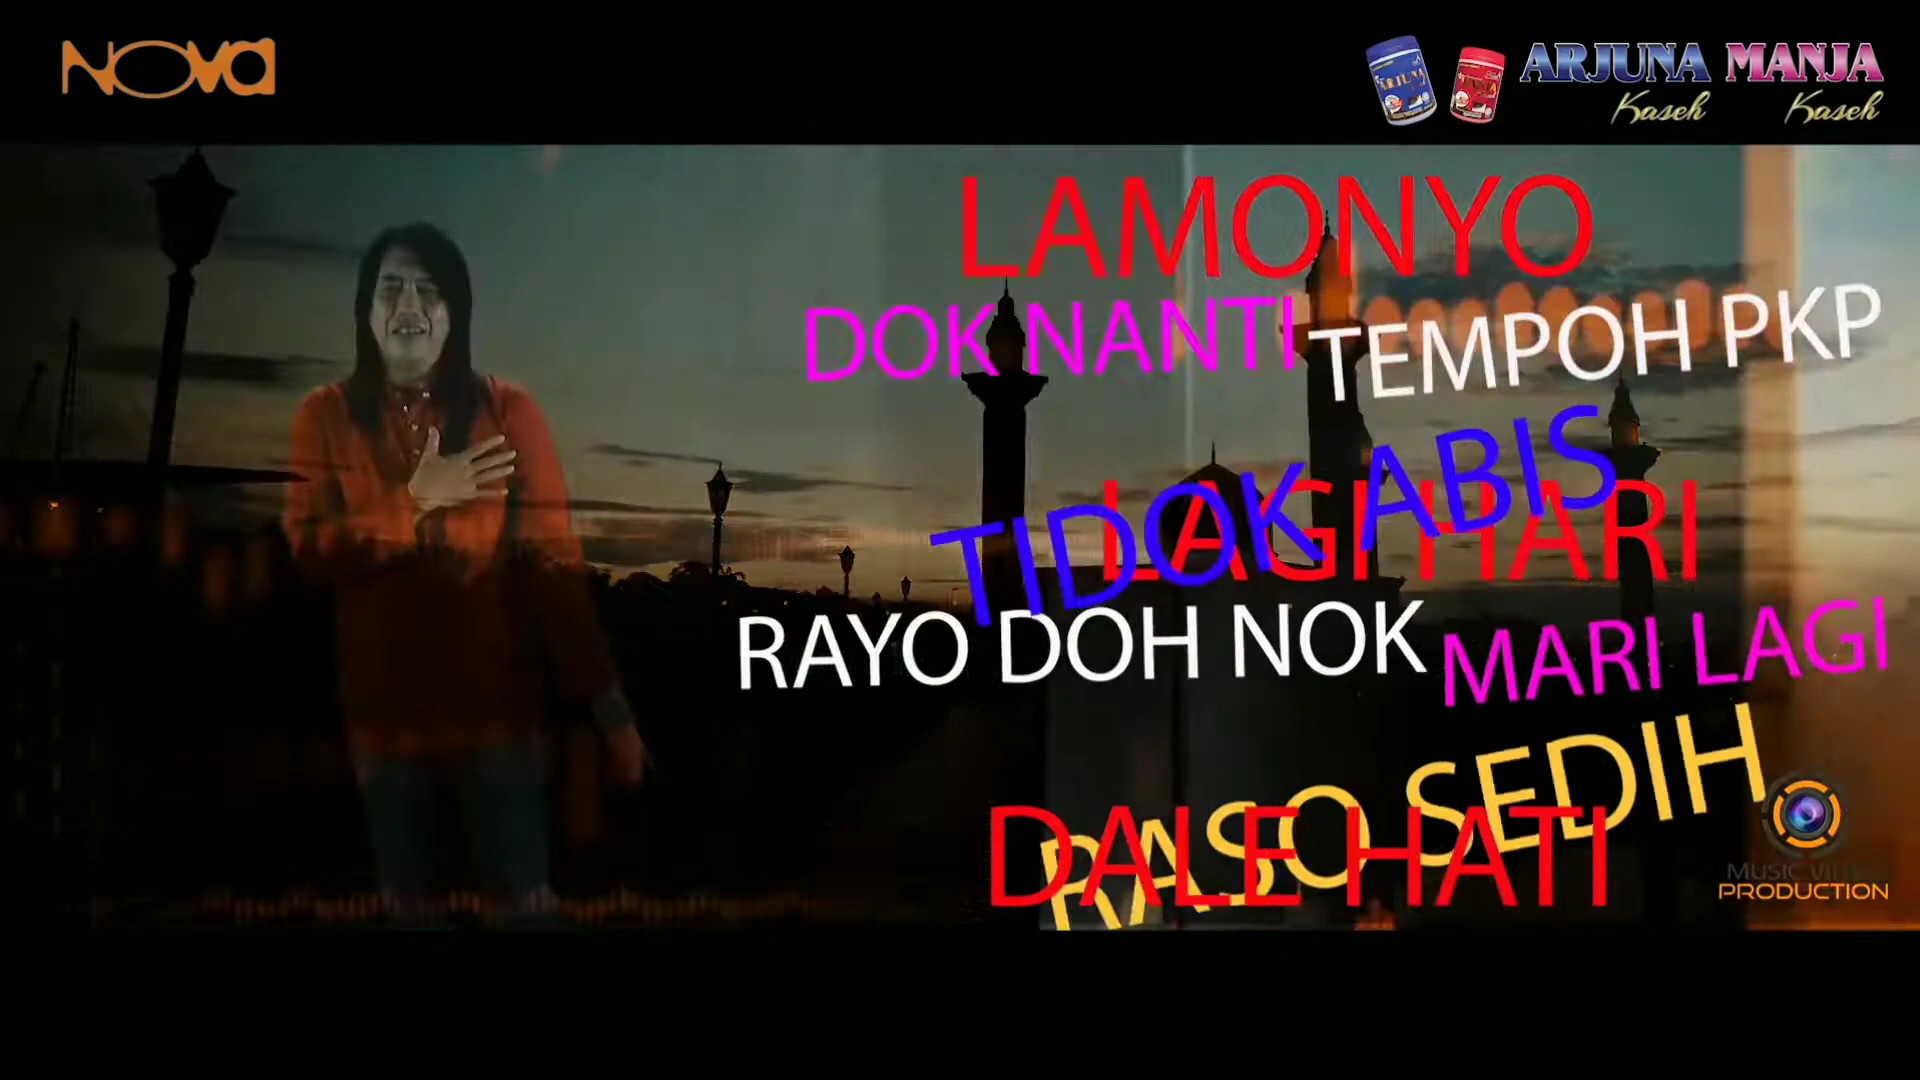 NOVA
ARJUNA MANJA
Kaseh Kaseh
LAMONYO
DOK NANTI TEMPOH PKP
TIDOK ABIS
LAGI HARI
RAYO DOH NOK MARI LAGI
RASO SEDIH
DALE HATI
PRODUCTION